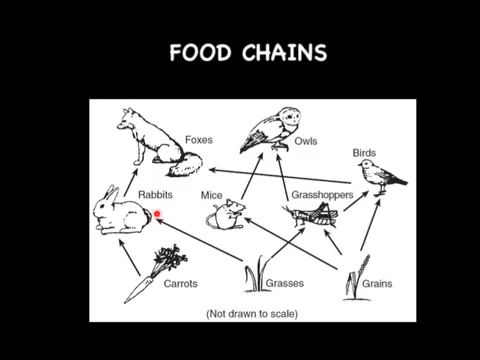 FOOD CHAINS
Foxes
Owls
Birds
Rabbits
Mice
Grasshoppers
Carrots
Grasses
Grains
(Not drawn to scale)